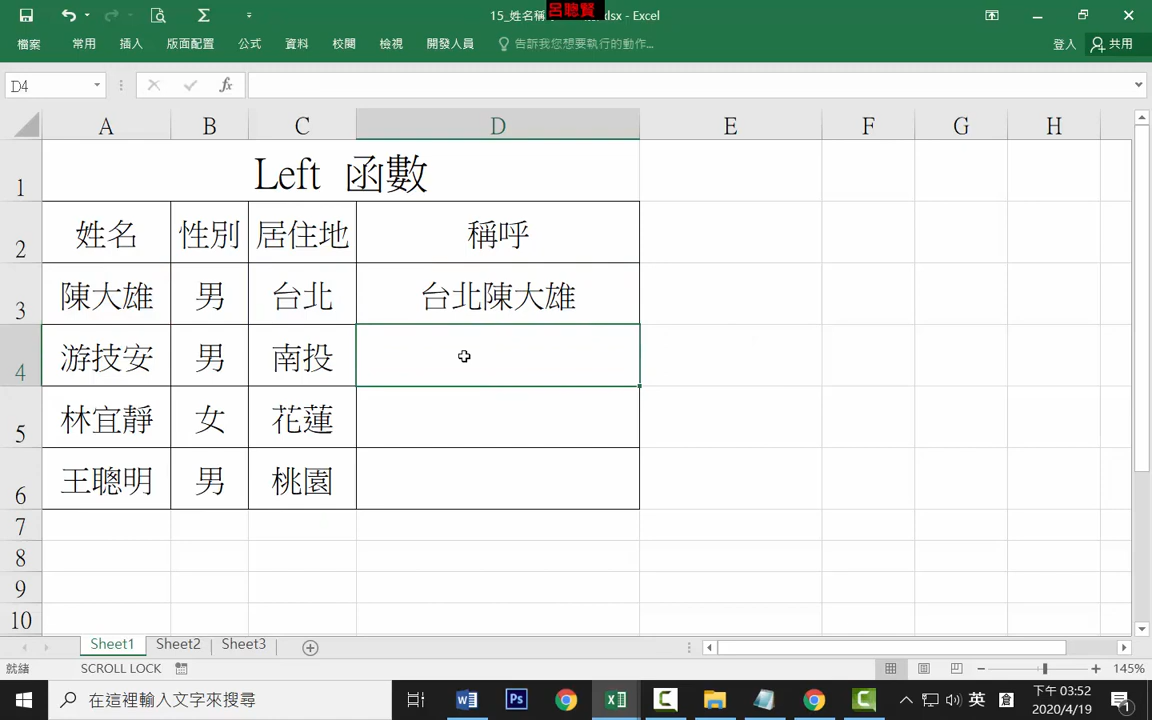 15_姓名稱
呂聰賢
lsx - Excel
檔案 常用 插入 版面配置 公式 資料 校閱 檢視 開發人員 告訴我您想要執行的動作... 登入 共用
D4 fx
A B C D E F G H
1 Left 函數
2 姓名 性別 居住地 稱呼
3 陳大雄 男 台北 台北陳大雄
4 游技安 男 南投
5 林宜靜 女 花蓮
6 王聰明 男 桃園
7
8
9
10
Sheet1 Sheet2 Sheet3
就緒 SCROLL LOCK 145%
在這裡輸入文字來搜尋 英 倉 下午 03:52
2020/4/19 1